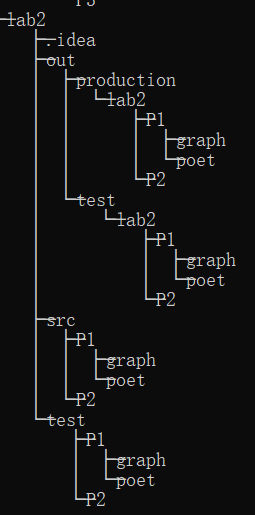 P3
lab2
.idea
out
production
lab2
P1
graph
poet
P2
test
lab2
P1
graph
poet
P2
src
P1
graph
poet
P2
test
P1
graph
poet
P2